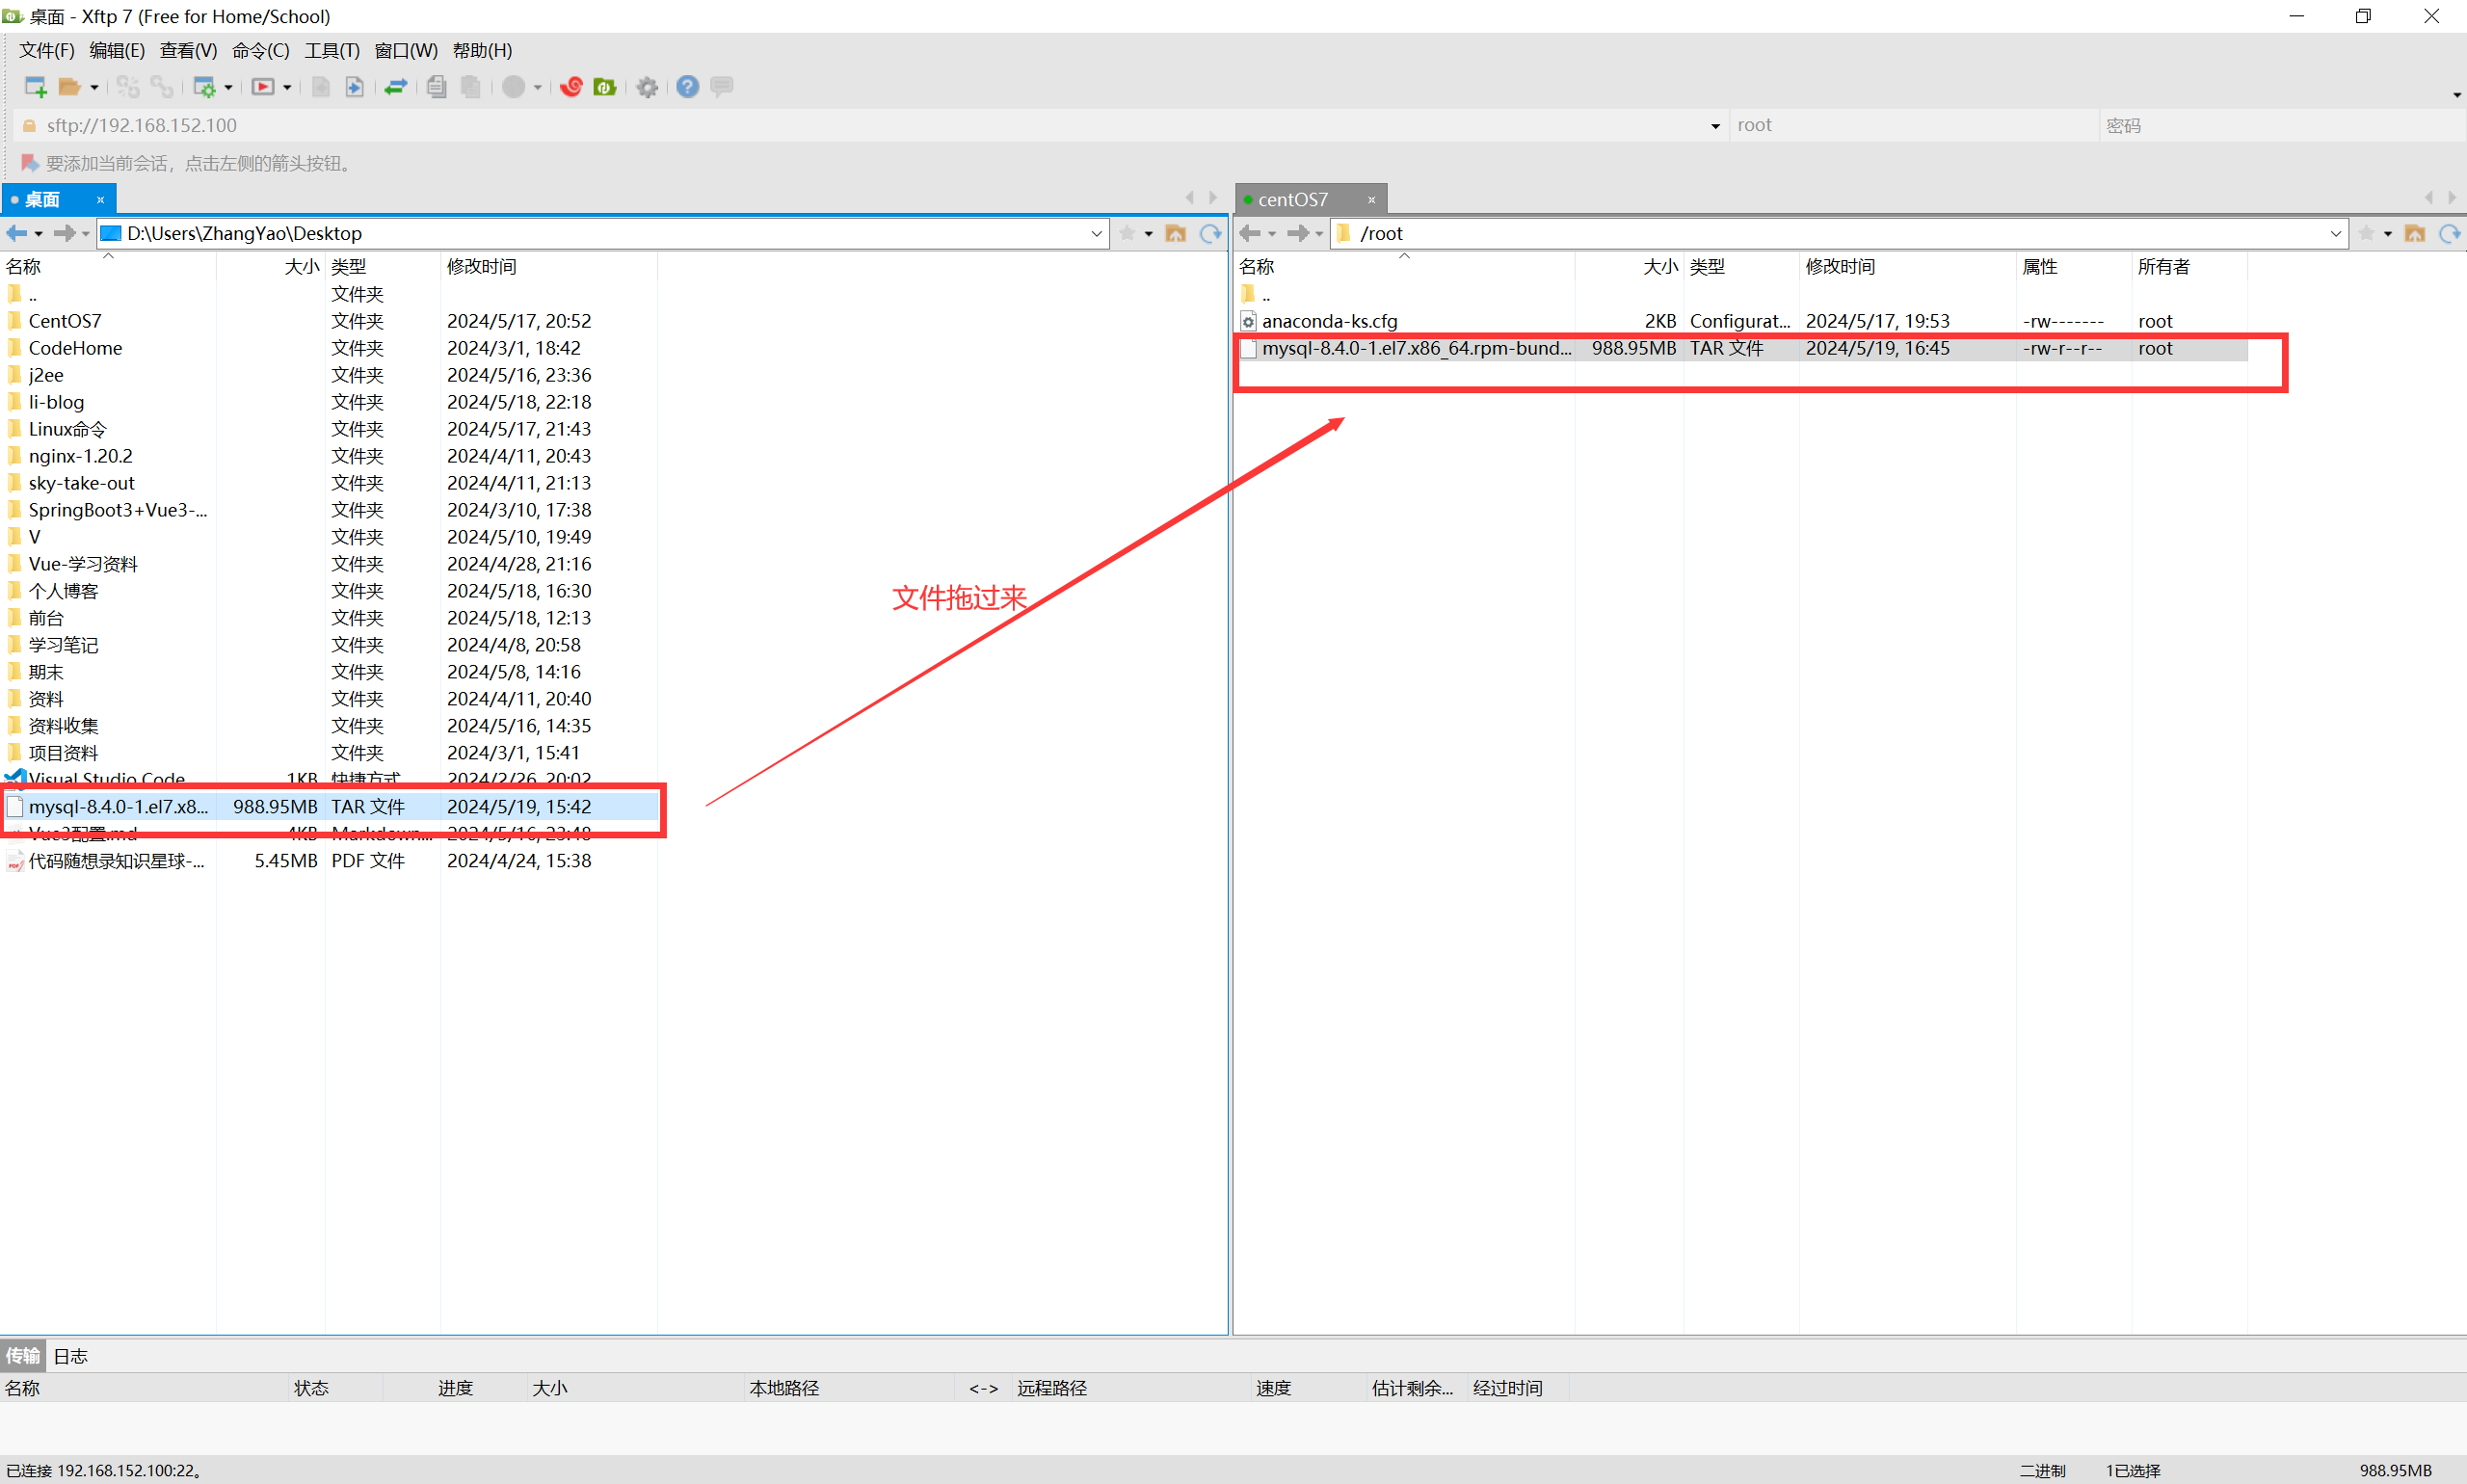 桌面 - Xftp 7 (Free for Home/School)
文件(F) 编辑(E) 查看(V) 命令(C) 工具(T) 窗口(W) 帮助(H)
sftp://192.168.152.100 root 密码
要添加当前会话，点击左侧的箭头按钮。
桌面
D:\Users\ZhangYao\Desktop
名称 大小 类型 修改时间
.. 文件夹
CentOS7 文件夹 2024/5/17, 20:52
CodeHome 文件夹 2024/3/1, 18:42
j2ee 文件夹 2024/5/16, 23:36
li-blog 文件夹 2024/5/18, 22:18
Linux命令 文件夹 2024/5/17, 21:43
nginx-1.20.2 文件夹 2024/4/11, 20:43
sky-take-out 文件夹 2024/4/11, 21:13
SpringBoot3+Vue3-... 文件夹 2024/3/10, 17:38
V 文件夹 2024/5/10, 19:49
Vue-学习资料 文件夹 2024/4/28, 21:16
个人博客 文件夹 2024/5/18, 16:30
前台 文件夹 2024/5/18, 12:13
学习笔记 文件夹 2024/4/8, 20:58
期末 文件夹 2024/5/8, 14:16
资料 文件夹 2024/4/11, 20:40
资料收集 文件夹 2024/5/16, 14:35
项目资料 文件夹 2024/3/1, 15:41
Visual Studio Code 1KB 快捷方式 2024/2/26, 20:02
mysql-8.4.0-1.el7.x8... 988.95MB TAR 文件 2024/5/19, 15:42
Vue3配置.md 4KB Markdown... 2024/5/16, 23:48
代码随想录知识星球-... 5.45MB PDF 文件 2024/4/24, 15:38
文件拖过来
centOS7
/root
名称 大小 类型 修改时间 属性 所有者
..
anaconda-ks.cfg 2KB Configurat... 2024/5/17, 19:53 -rw------- root
mysql-8.4.0-1.el7.x86_64.rpm-bund... 988.95MB TAR 文件 2024/5/19, 16:45 -rw-r--r-- root
传输 日志
名称 状态 进度 大小 本地路径 <-> 远程路径 速度 估计剩余... 经过时间
已连接 192.168.152.100:22。 二进制 1已选择 988.95MB